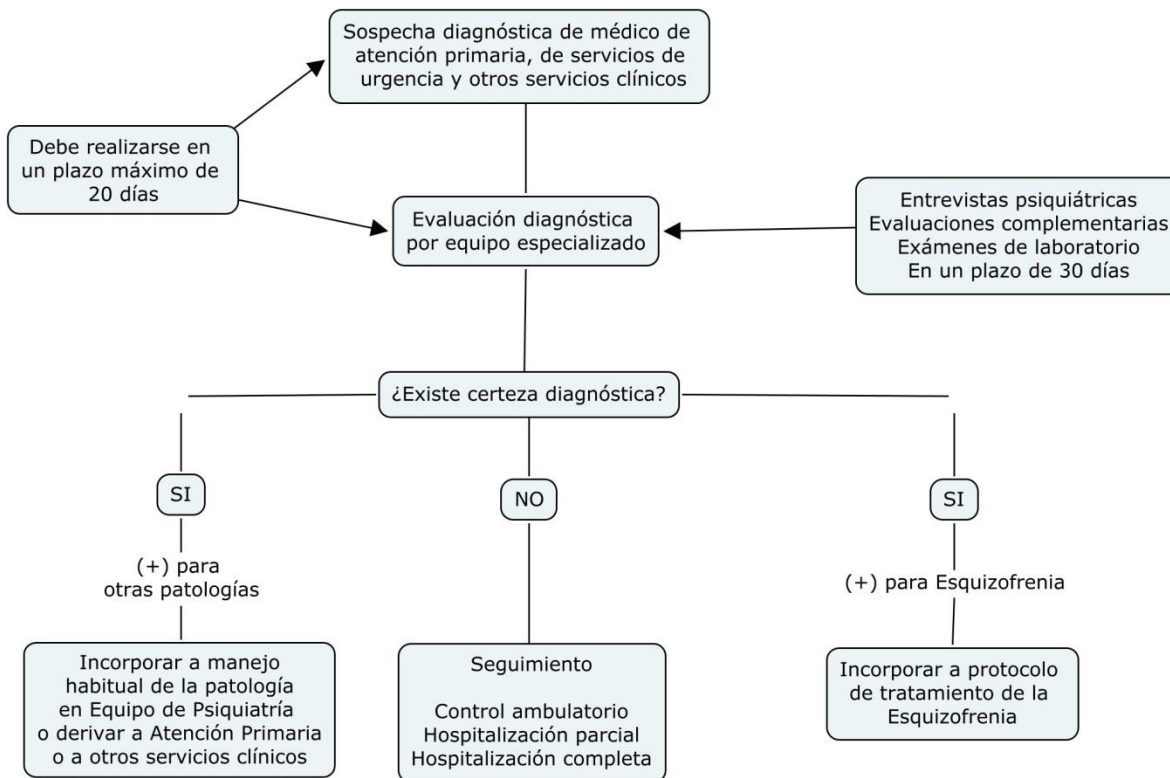 Sospecha diagnóstica de médico de
atención primaria, de servicios de
urgencia y otros servicios clínicos
Debe realizarse en
un plazo máximo de
20 días
Evaluación diagnóstica
por equipo especializado
Entrevistas psiquiátricas
Evaluaciones complementarias
Exámenes de laboratorio
En un plazo de 30 días
¿Existe certeza diagnóstica?
SI
NO
SI
(+) para
otras patologías
(+) para Esquizofrenia
Incorporar a manejo
habitual de la patología
en Equipo de Psiquiatría
o derivar a Atención Primaria
o a otros servicios clínicos
Seguimiento
Control ambulatorio
Hospitalización parcial
Hospitalización completa
Incorporar a protocolo
de tratamiento de la
Esquizofrenia